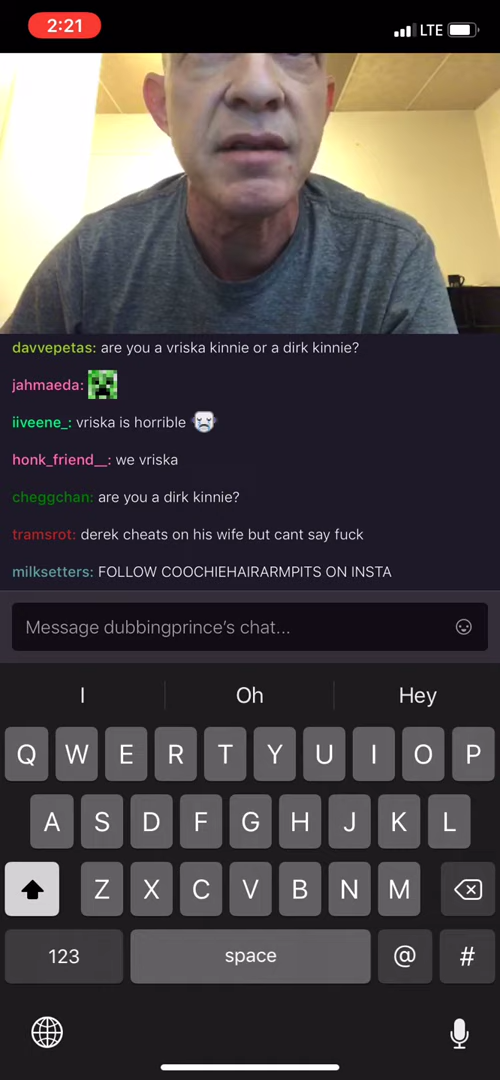 2:21
LTE
davvepetas: are you a vriska kinnie or a dirk kinnie?
jahmaeda:
iiveene_: vriska is horrible
honk_friend__: we vriska
cheggchan: are you a dirk kinnie?
tramsrot: derek cheats on his wife but cant say fuck
milksetters: FOLLOW COOCHIEHAIRARMPITS ON INSTA
Message dubbingprince's chat...
I Oh Hey
Q W E R T Y U I O P
A S D F G H J K L
Z X C V B N M
123 space @ #